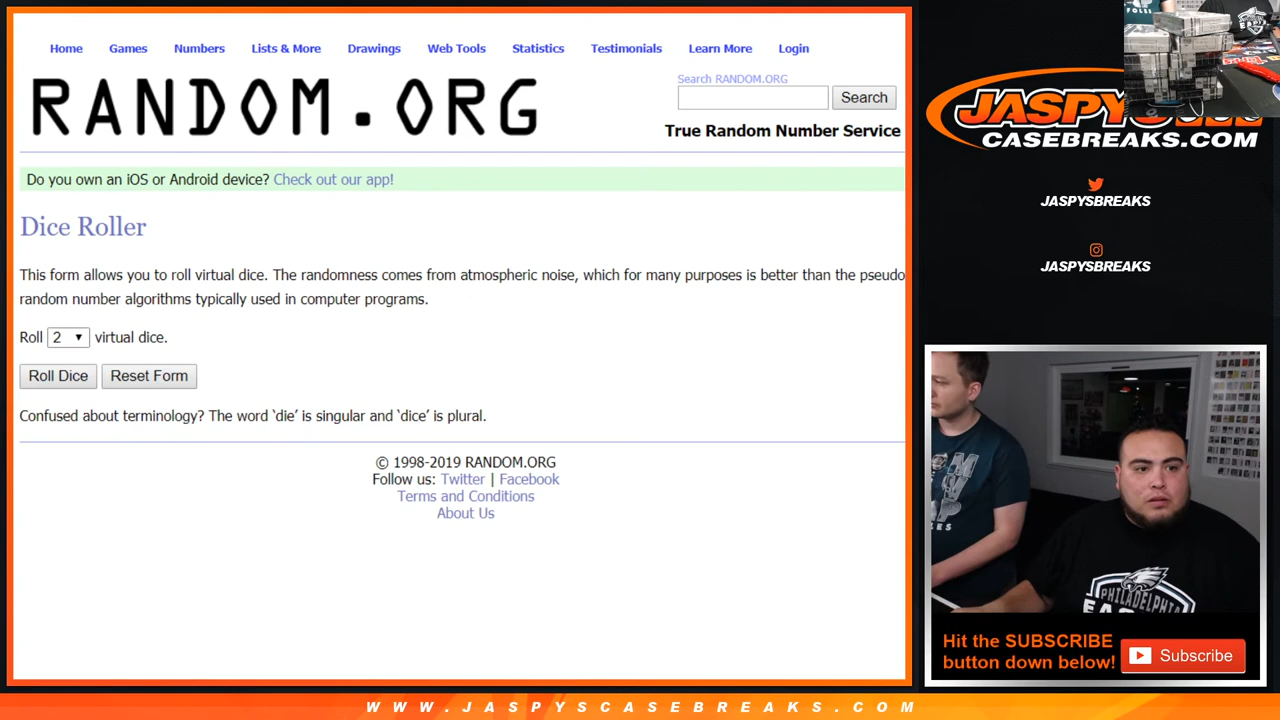 Home Games Numbers Lists & More Drawings Web Tools Statistics Testimonials Learn More Login
RANDOM.ORG
Search RANDOM.ORG
Search
True Random Number Service
Do you own an iOS or Android device? Check out our app!
Dice Roller
This form allows you to roll virtual dice. The randomness comes from atmospheric noise, which for many purposes is better than the pseudo
random number algorithms typically used in computer programs.
Roll 2 virtual dice.
Roll Dice Reset Form
Confused about terminology? The word ‘die’ is singular and ‘dice’ is plural.
© 1998-2019 RANDOM.ORG
Follow us: Twitter | Facebook
Terms and Conditions
About Us
CASEBREAKS.COM
JASPYSBREAKS
JASPYSBREAKS
PHILADELPHIA
Hit the SUBSCRIBE
button down below!
Subscribe
WWW.JASPYSCASEBREAKS.COM